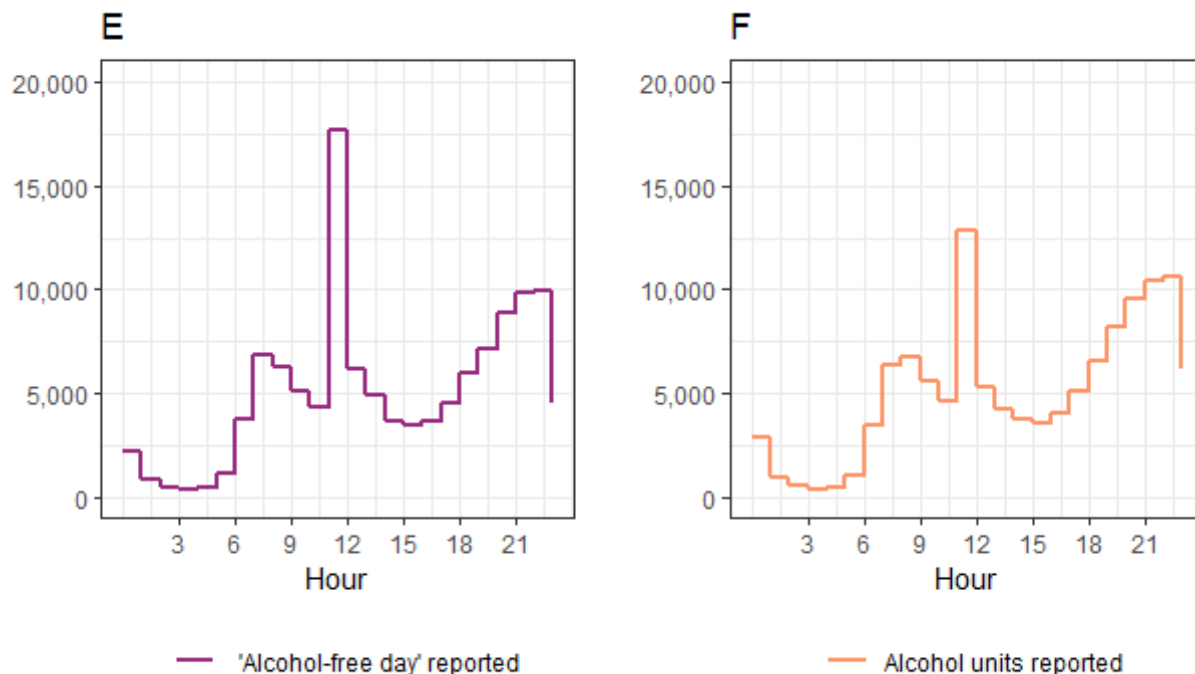 E
20,000
15,000
10,000
5,000
0
3 6 9 12 15 18 21
Hour
'Alcohol-free day' reported
F
20,000
15,000
10,000
5,000
0
3 6 9 12 15 18 21
Hour
Alcohol units reported